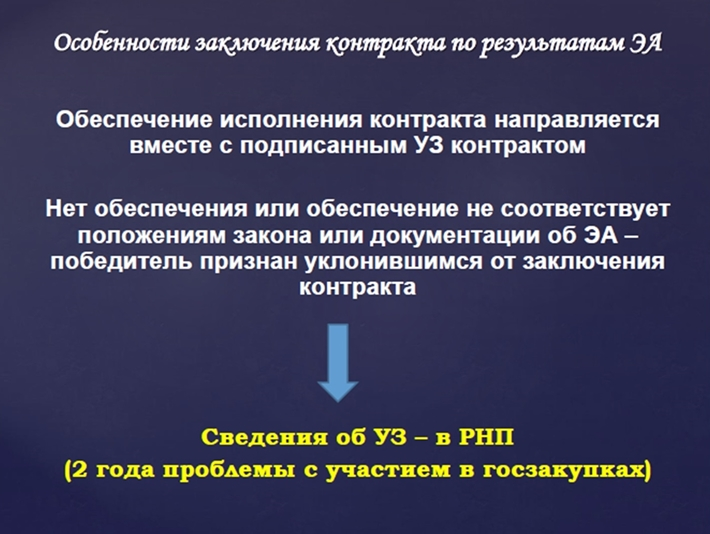 Особенности заключения контракта по результатам ЭА
Обеспечение исполнения контракта направляется
вместе с подписанным УЗ контрактом
Нет обеспечения или обеспечение не соответствует
положениям закона или документации об ЭА –
победитель признан уклонившимся от заключения
контракта
Сведения об УЗ – в РНП
(2 года проблемы с участием в госзакупках)